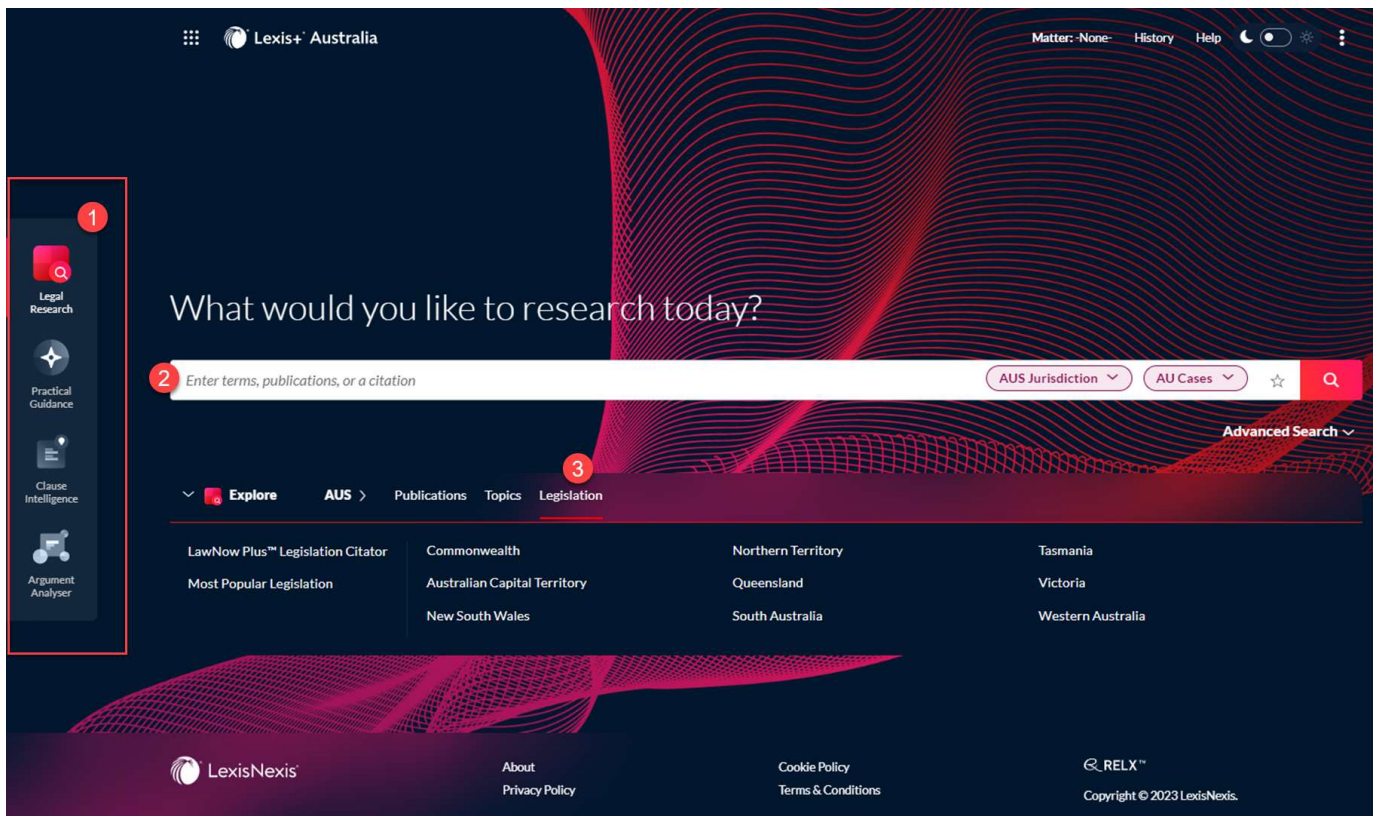 Lexis+® Australia
Matter: -None- History Help
1
Legal
Research
Practical
Guidance
Clause
Intelligence
Argument
Analyser
What would you like to research today?
2
Enter terms, publications, or a citation AUS Jurisdiction AU Cases
Advanced Search
3
Explore AUS > Publications Topics Legislation
LawNow Plus™ Legislation Citator Commonwealth Northern Territory Tasmania
Most Popular Legislation Australian Capital Territory Queensland Victoria
New South Wales South Australia Western Australia
LexisNexis® About Cookie Policy RELX™
Privacy Policy Terms & Conditions Copyright © 2023 LexisNexis.